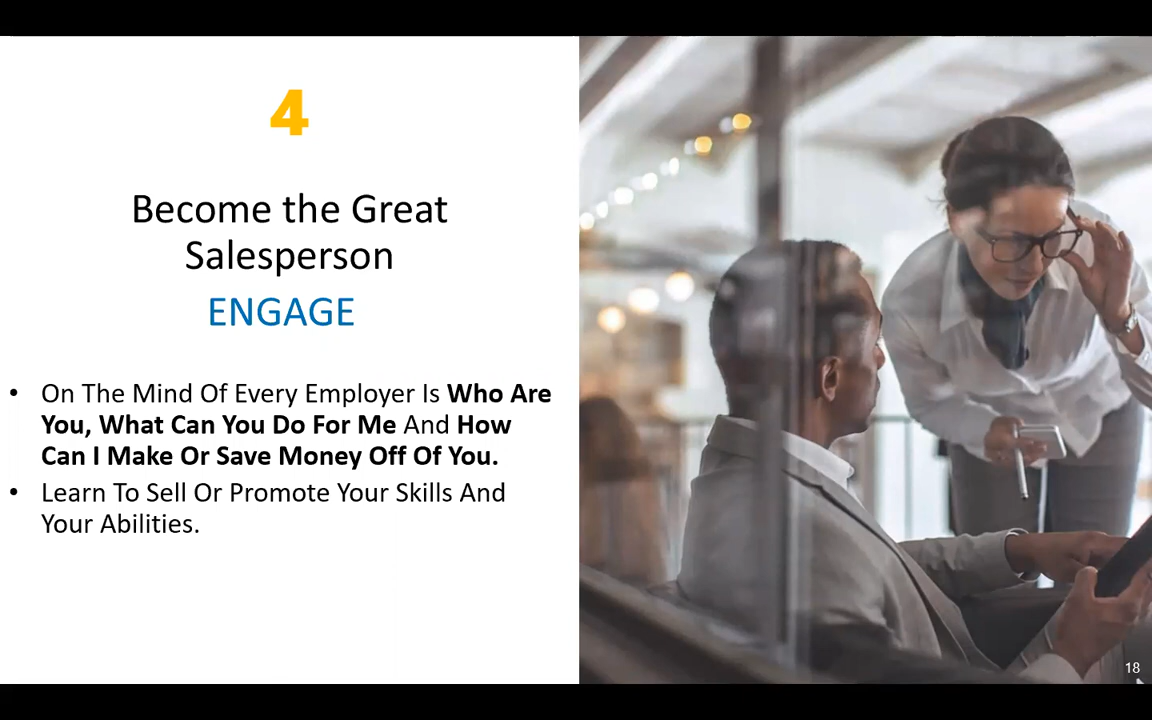 4
Become the Great
Salesperson
ENGAGE
• On The Mind Of Every Employer Is Who Are
You, What Can You Do For Me And How
Can I Make Or Save Money Off Of You.
• Learn To Sell Or Promote Your Skills And
Your Abilities.
18